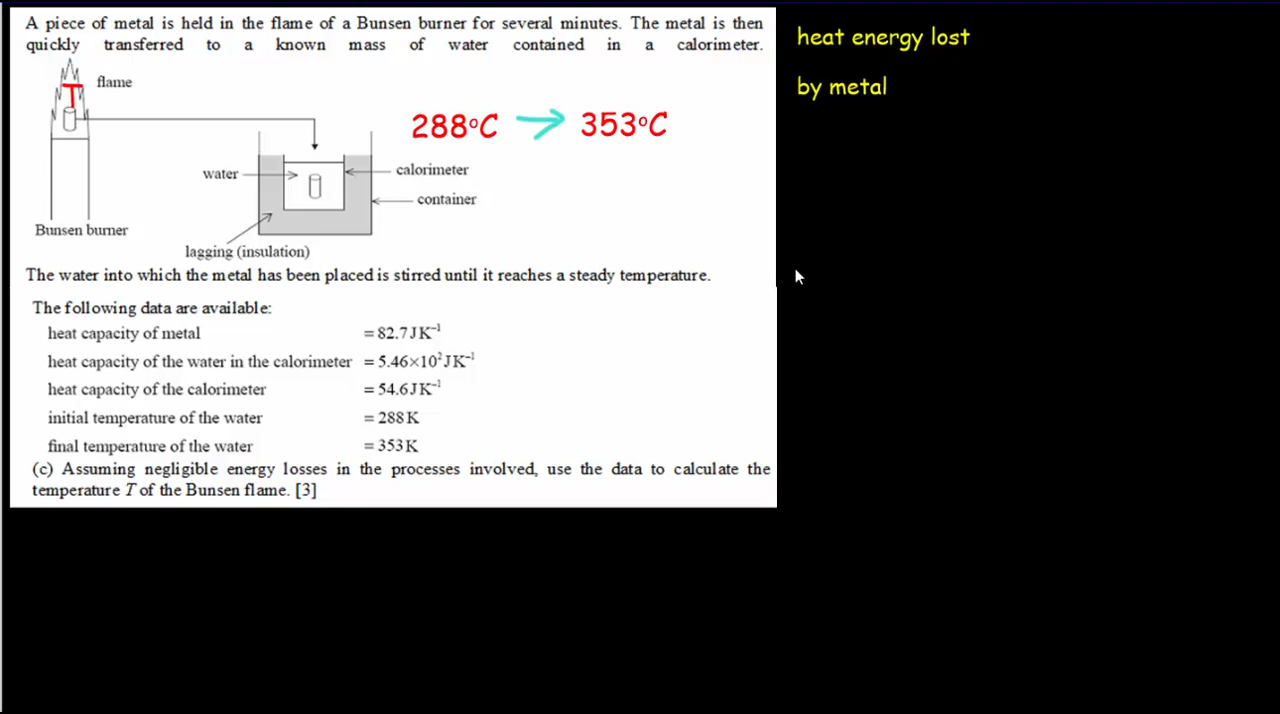 A piece of metal is held in the flame of a Bunsen burner for several minutes. The metal is then
quickly transferred to a known mass of water contained in a calorimeter.
heat energy lost
by metal
flame
T
288°C → 353°C
water
calorimeter
container
Bunsen burner
lagging (insulation)
The water into which the metal has been placed is stirred until it reaches a steady temperature.
The following data are available:
heat capacity of metal = 82.7 J K⁻¹
heat capacity of the water in the calorimeter = 5.46×10² J K⁻¹
heat capacity of the calorimeter = 54.6 J K⁻¹
initial temperature of the water = 288 K
final temperature of the water = 353 K
(c) Assuming negligible energy losses in the processes involved, use the data to calculate the
temperature T of the Bunsen flame. [3]